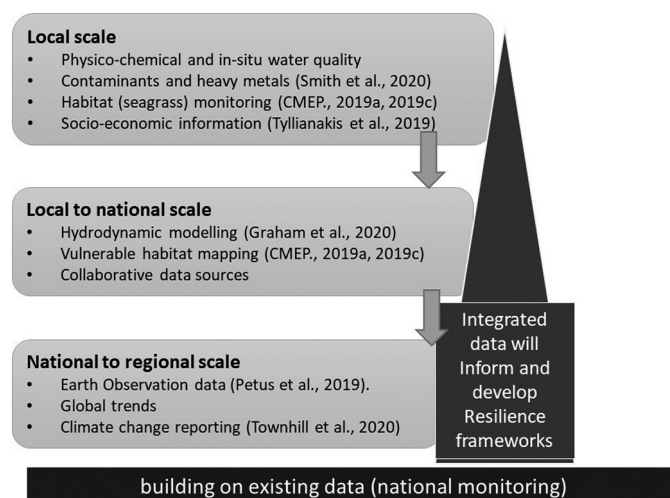 Local scale
• Physico-chemical and in-situ water quality
• Contaminants and heavy metals (Smith et al., 2020)
• Habitat (seagrass) monitoring (CMEP., 2019a, 2019c)
• Socio-economic information (Tyllianakis et al., 2019)
Local to national scale
• Hydrodynamic modelling (Graham et al., 2020)
• Vulnerable habitat mapping (CMEP., 2019a, 2019c)
• Collaborative data sources
National to regional scale
• Earth Observation data (Petus et al., 2019).
• Global trends
• Climate change reporting (Townhill et al., 2020)
Integrated
data will
Inform and
develop
Resilience
frameworks
building on existing data (national monitoring)